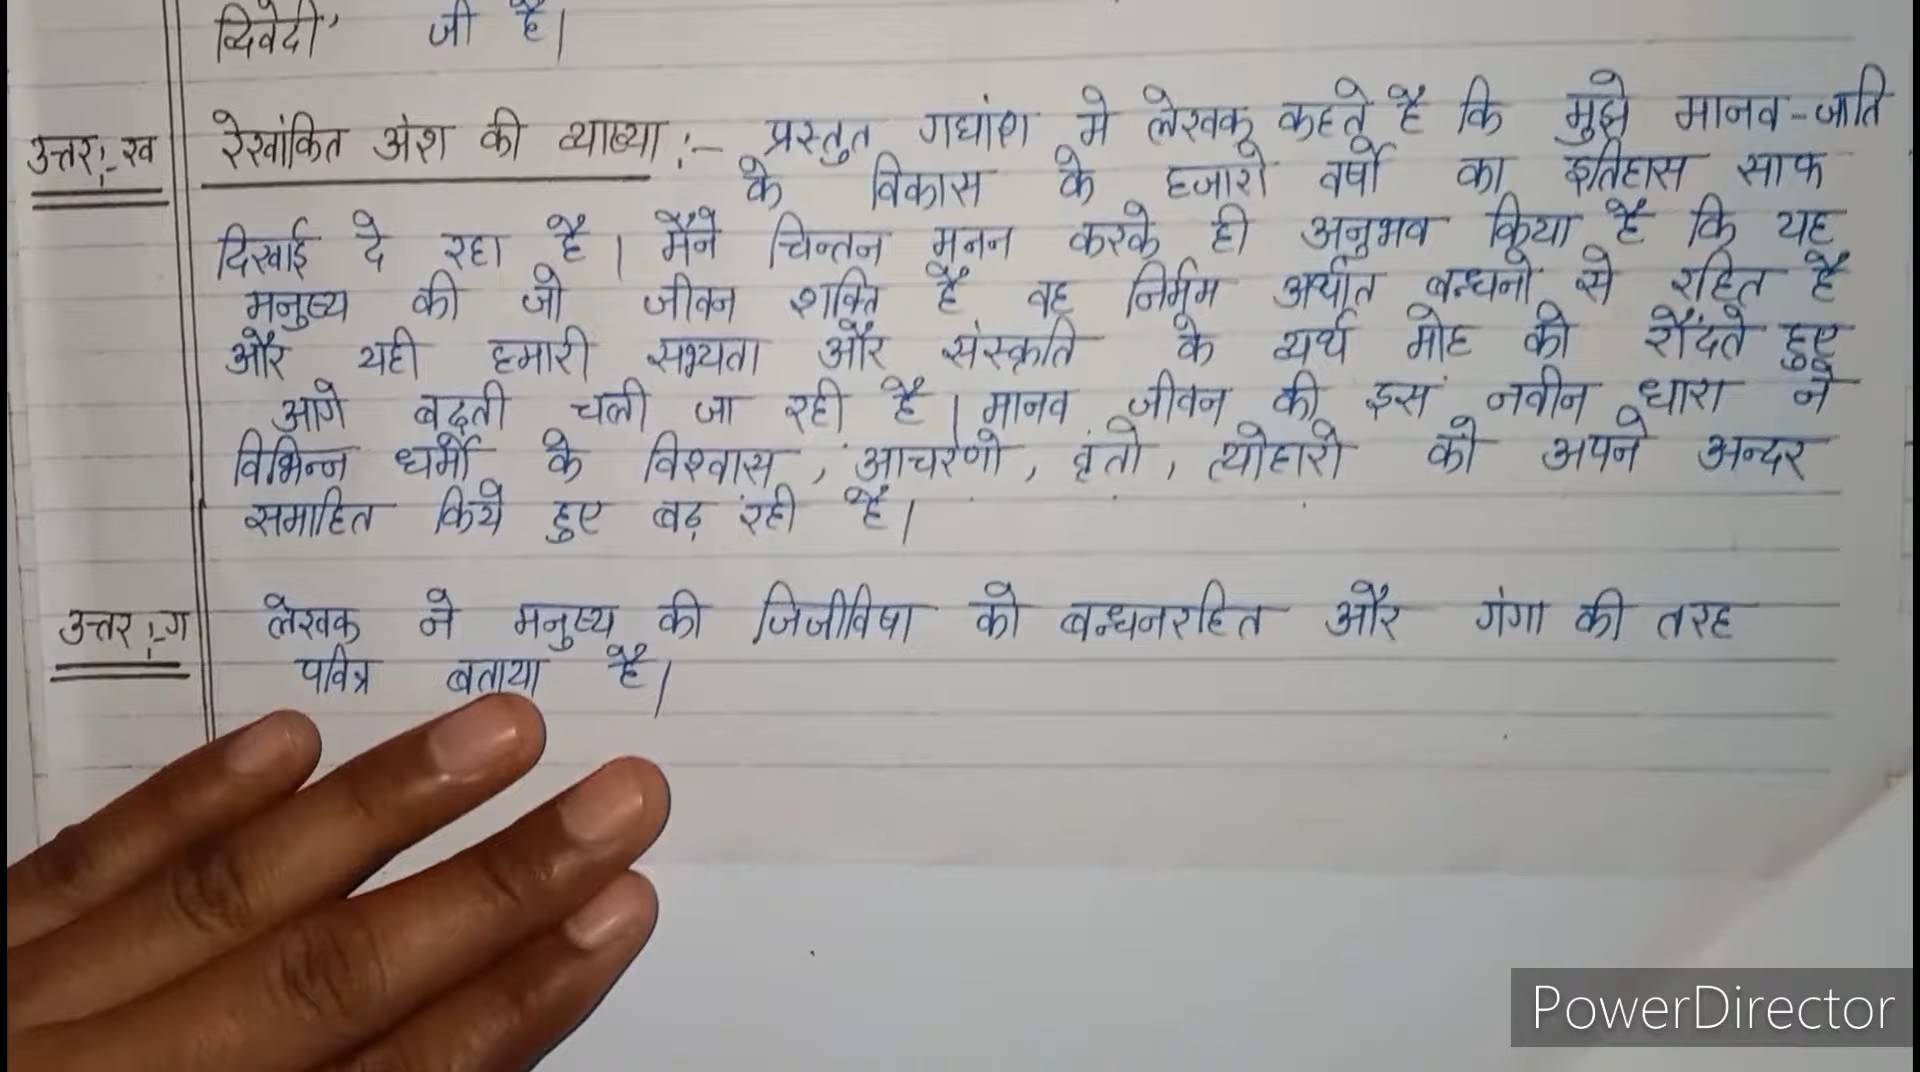 द्विवेदी' जी है।
उत्तर:-ख रेखांकित अंश की व्याख्या :- प्रस्तुत गद्यांश मे लेखक कहते है कि मुझे मानव-जाति
के विकास के हजारो वर्षो का इतिहास साफ
दिखाई दे रहा है। मैंने चिन्तन मनन करके ही अनुभव किया है कि यह
मनुष्य की जो जीवन शक्ति है वह निर्मम अर्थात बन्धनो से रहित है
और यही हमारी सभ्यता और संस्कृति के व्यर्थ मोह को रौंदते हुए
आगे बढ़ती चली जा रही है। मानव जीवन की इस नवीन धारा ने
विभिन्न धर्मो के विश्वास, आचरणो, व्रतो, त्योहारो को अपने अन्दर
समाहित किये हुए बढ़ रही है।
उत्तर:-ग लेखक ने मनुष्य की जिजीविषा को बन्धनरहित और गंगा की तरह
पवित्र बताया है।
PowerDirector